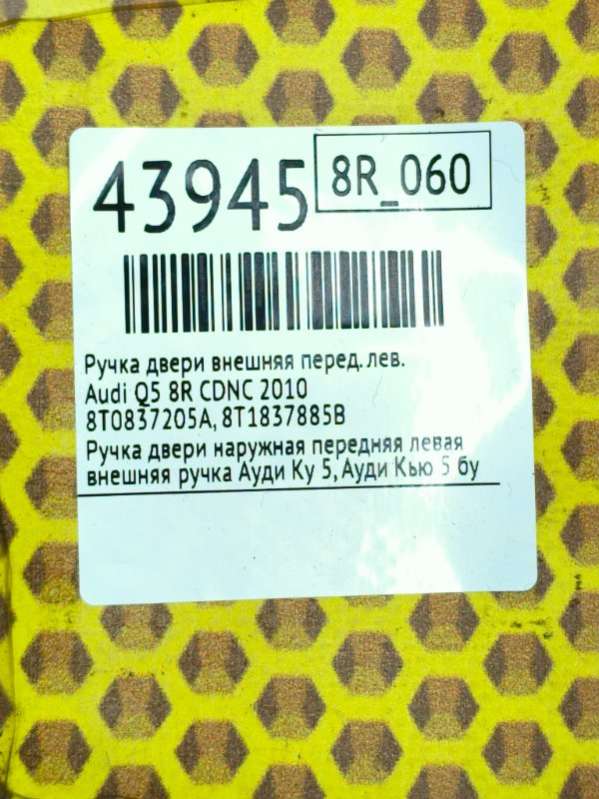 43945
8R_060
Ручка двери внешняя перед. лев.
Audi Q5 8R CDNC 2010
8T0837205A, 8T1837885B
Ручка двери наружная передняя левая
внешняя ручка Ауди Ку 5, Ауди Кью 5 бу